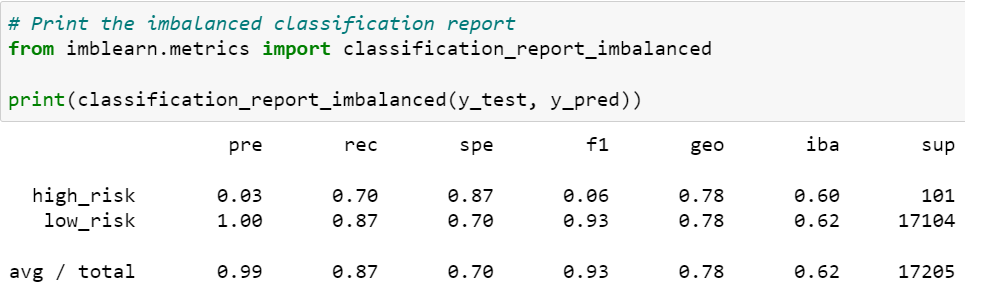 # Print the imbalanced classification report
from imblearn.metrics import classification_report_imbalanced
print(classification_report_imbalanced(y_test, y_pred))
pre rec spe f1 geo iba sup
high_risk 0.03 0.70 0.87 0.06 0.78 0.60 101
low_risk 1.00 0.87 0.70 0.93 0.78 0.62 17104
avg / total 0.99 0.87 0.70 0.93 0.78 0.62 17205